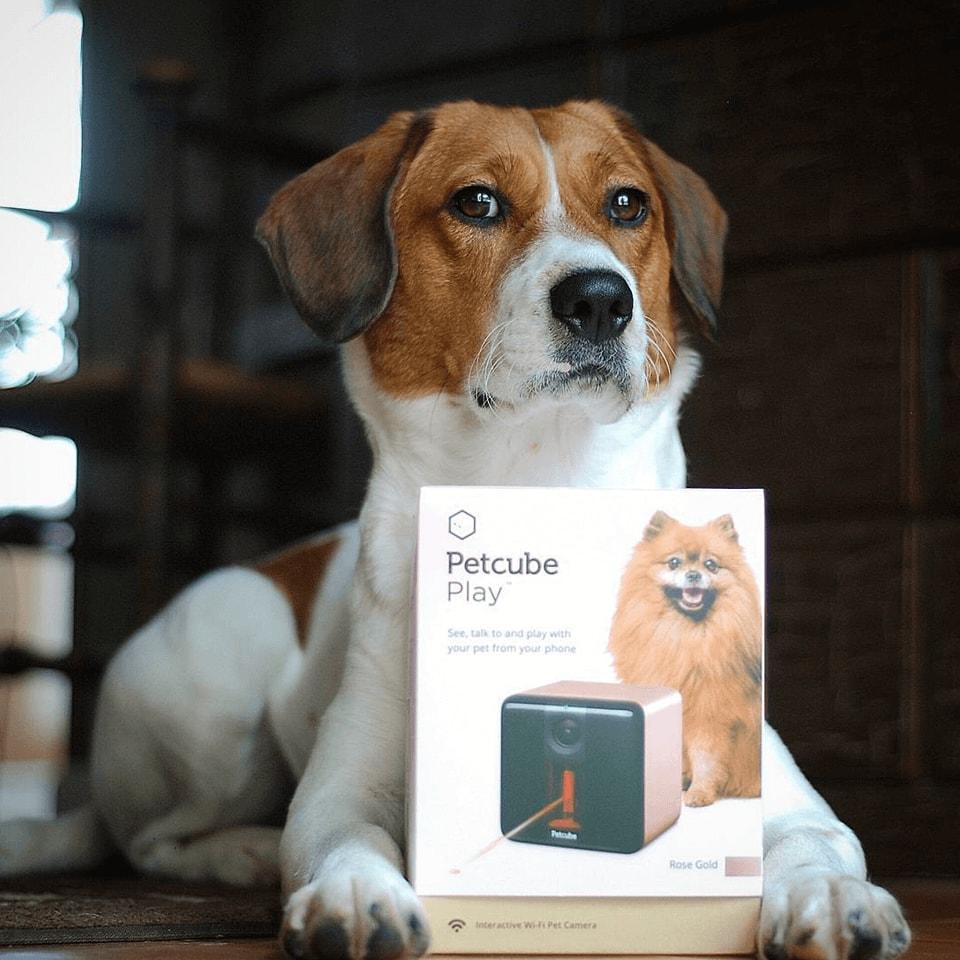 Petcube
Play™
See, talk to and play with
your pet from your phone
Petcube
Rose Gold
Interactive Wi-Fi Pet Camera